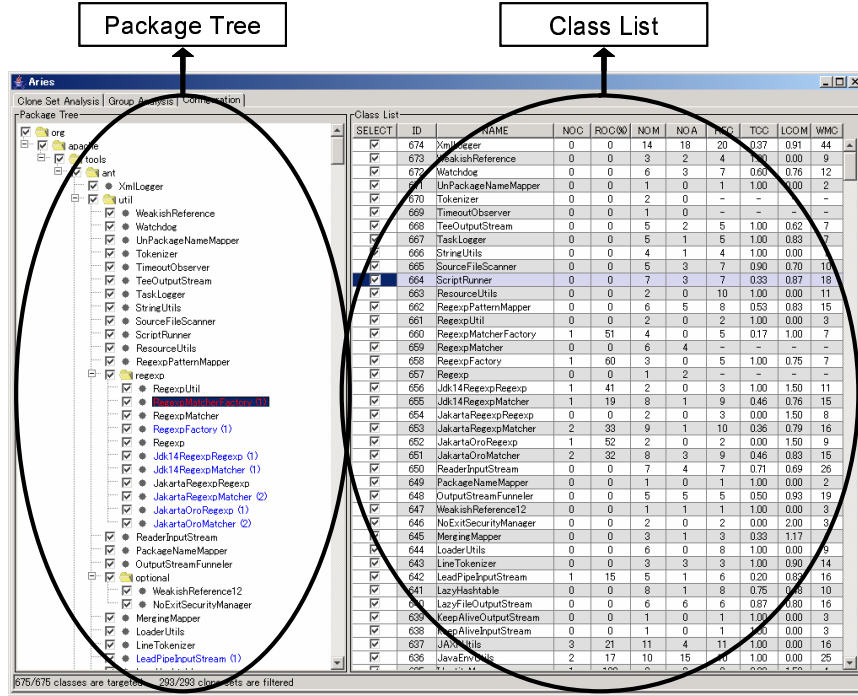 Package Tree
Class List
Aries
Clone Set Analysis Group Analysis Configuration
Package Tree
org
apache
tools
ant
XmlLogger
util
WeakishReference
Watchdog
UnPackageNameMapper
Tokenizer
TimeoutObserver
TeeOutputStream
TaskLogger
StringUtils
SourceFileScanner
ScriptRunner
ResourceUtils
RegexpPatternMapper
regexp
RegexpUtil
RegexpMatcherFactory (1)
RegexpMatcher
RegexpFactory (1)
Regexp
Jdk14RegexpRegexp (1)
Jdk14RegexpMatcher (1)
JakartaRegexpRegexp
JakartaRegexpMatcher (2)
JakartaOroRegexp (1)
JakartaOroMatcher (2)
ReaderInputStream
PackageNameMapper
OutputStreamFunneler
optional
WeakishReference12
NoExitSecurityManager
MergingMapper
LoaderUtils
LineTokenizer
LeadPipeInputStream (1)
Class List
SELECT ID NAME NOC ROC(%) NOM NOA RFC TCC LCOM WMC
674 XmlLogger 0 0 14 18 20 0.37 0.91 44
673 WeakishReference 0 0 3 2 4 1.00 0.00 9
672 Watchdog 0 0 6 3 7 0.60 0.76 12
671 UnPackageNameMapper 0 0 1 0 1 1.00 0.00 2
670 Tokenizer 0 0 2 0 - - - -
669 TimeoutObserver 0 0 1 0 - - - -
668 TeeOutputStream 0 0 5 2 5 1.00 0.62 7
667 TaskLogger 0 0 5 1 5 1.00 0.83 7
666 StringUtils 0 0 4 1 4 1.00 0.00
665 SourceFileScanner 0 0 5 3 7 0.90 0.70 10
664 ScriptRunner 0 0 7 3 7 0.33 0.87 18
663 ResourceUtils 0 0 2 0 10 1.00 0.00 11
662 RegexpPatternMapper 0 0 6 5 8 0.53 0.83 15
661 RegexpUtil 0 0 2 0 2 1.00 0.00 3
660 RegexpMatcherFactory 1 51 4 0 5 0.17 1.00 7
659 RegexpMatcher 0 0 6 4 - - - -
658 RegexpFactory 1 60 3 0 5 1.00 0.75 7
657 Regexp 0 0 1 2 - - - -
656 Jdk14RegexpRegexp 1 41 2 0 3 1.00 1.50 11
655 Jdk14RegexpMatcher 1 19 8 1 9 0.46 0.76 15
654 JakartaRegexpRegexp 0 0 2 0 3 0.00 1.50 8
653 JakartaRegexpMatcher 2 33 9 1 10 0.36 0.79 16
652 JakartaOroRegexp 1 52 2 0 2 0.00 1.50 9
651 JakartaOroMatcher 2 32 8 3 9 0.46 0.83 15
650 ReaderInputStream 0 0 7 4 7 0.71 0.69 26
649 PackageNameMapper 0 0 1 0 1 1.00 0.00 2
648 OutputStreamFunneler 0 0 5 5 5 0.50 0.93 19
647 WeakishReference12 0 0 1 1 1 1.00 0.00 3
646 NoExitSecurityManager 0 0 2 0 2 0.00 2.00 3
645 MergingMapper 0 0 3 1 3 0.33 1.17
644 LoaderUtils 0 0 6 0 8 1.00 0.00 9
643 LineTokenizer 0 0 3 3 3 1.00 0.90 14
642 LeadPipeInputStream 1 15 5 1 6 0.20 0.83 16
641 LazyHashtable 0 0 8 1 8 0.75 10
640 LazyFileOutputStream 0 0 6 6 6 0.87 0.80 16
639 KeepAliveOutputStream 0 0 1 0 1 1.00 0.00 3
638 KeepAliveInputStream 0 0 1 0 1 1.00 0.00 3
637 JAXPUtils 3 21 11 4 11 1.00 0.00 16
636 JavaEnvUtils 2 17 10 15 1.00 0.00 25
675/675 classes are targeted 293/293 clone sets are filtered